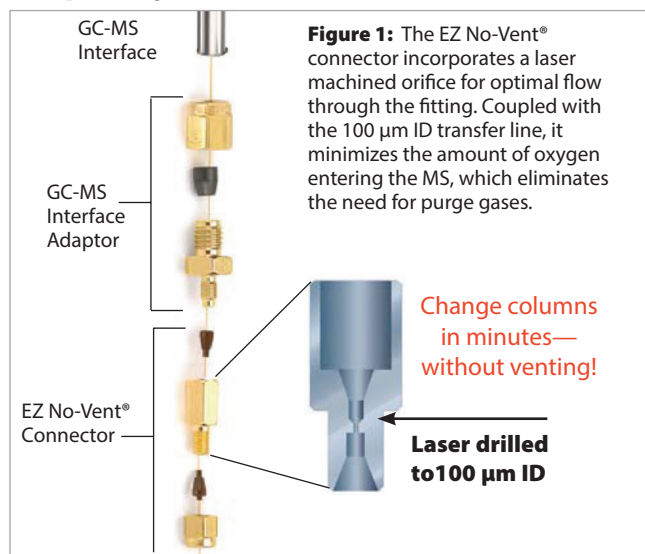 GC-MS
Interface
Figure 1: The EZ No-Vent®
connector incorporates a laser
machined orifice for optimal flow
through the fitting. Coupled with
the 100 µm ID transfer line, it
minimizes the amount of oxygen
entering the MS, which eliminates
the need for purge gases.
GC-MS
Interface
Adaptor
Change columns
in minutes—
without venting!
EZ No-Vent®
Connector
Laser drilled
to100 µm ID